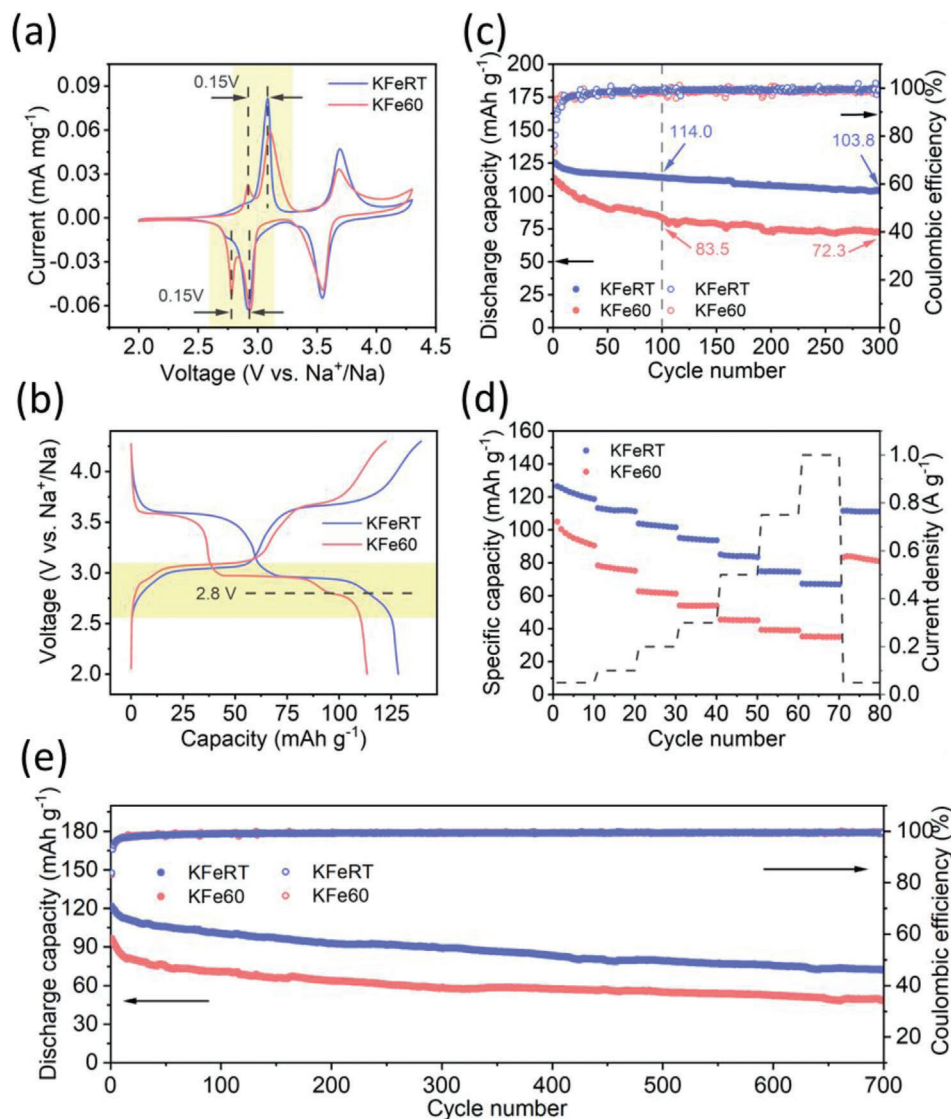 (a)
0.09
0.06
0.03
0.00
-0.03
-0.06
Current (mA mg⁻¹)
0.15V
0.15V
KFeRT
KFe60
2.0 2.5 3.0 3.5 4.0 4.5
Voltage (V vs. Na⁺/Na)
(c)
200
175
150
125
100
75
50
25
0
Discharge capacity (mAh g⁻¹)
114.0
103.8
83.5
72.3
KFeRT KFeRT
KFe60 KFe60
100
80
60
40
20
0
Coulombic efficiency (%)
0 50 100 150 200 250 300
Cycle number
(b)
4.0
3.5
3.0
2.5
2.0
Voltage (V vs. Na⁺/Na)
KFeRT
KFe60
2.8 V
0 25 50 75 100 125
Capacity (mAh g⁻¹)
(d)
160
140
120
100
80
60
40
20
0
Specific capacity (mAh g⁻¹)
KFeRT
KFe60
1.0
0.8
0.6
0.4
0.2
0.0
Current density (A g⁻¹)
0 10 20 30 40 50 60 70 80
Cycle number
(e)
180
150
120
90
60
30
0
Discharge capacity (mAh g⁻¹)
KFeRT KFeRT
KFe60 KFe60
100
80
60
40
20
Coulombic efficiency (%)
0 100 200 300 400 500 600 700
Cycle number